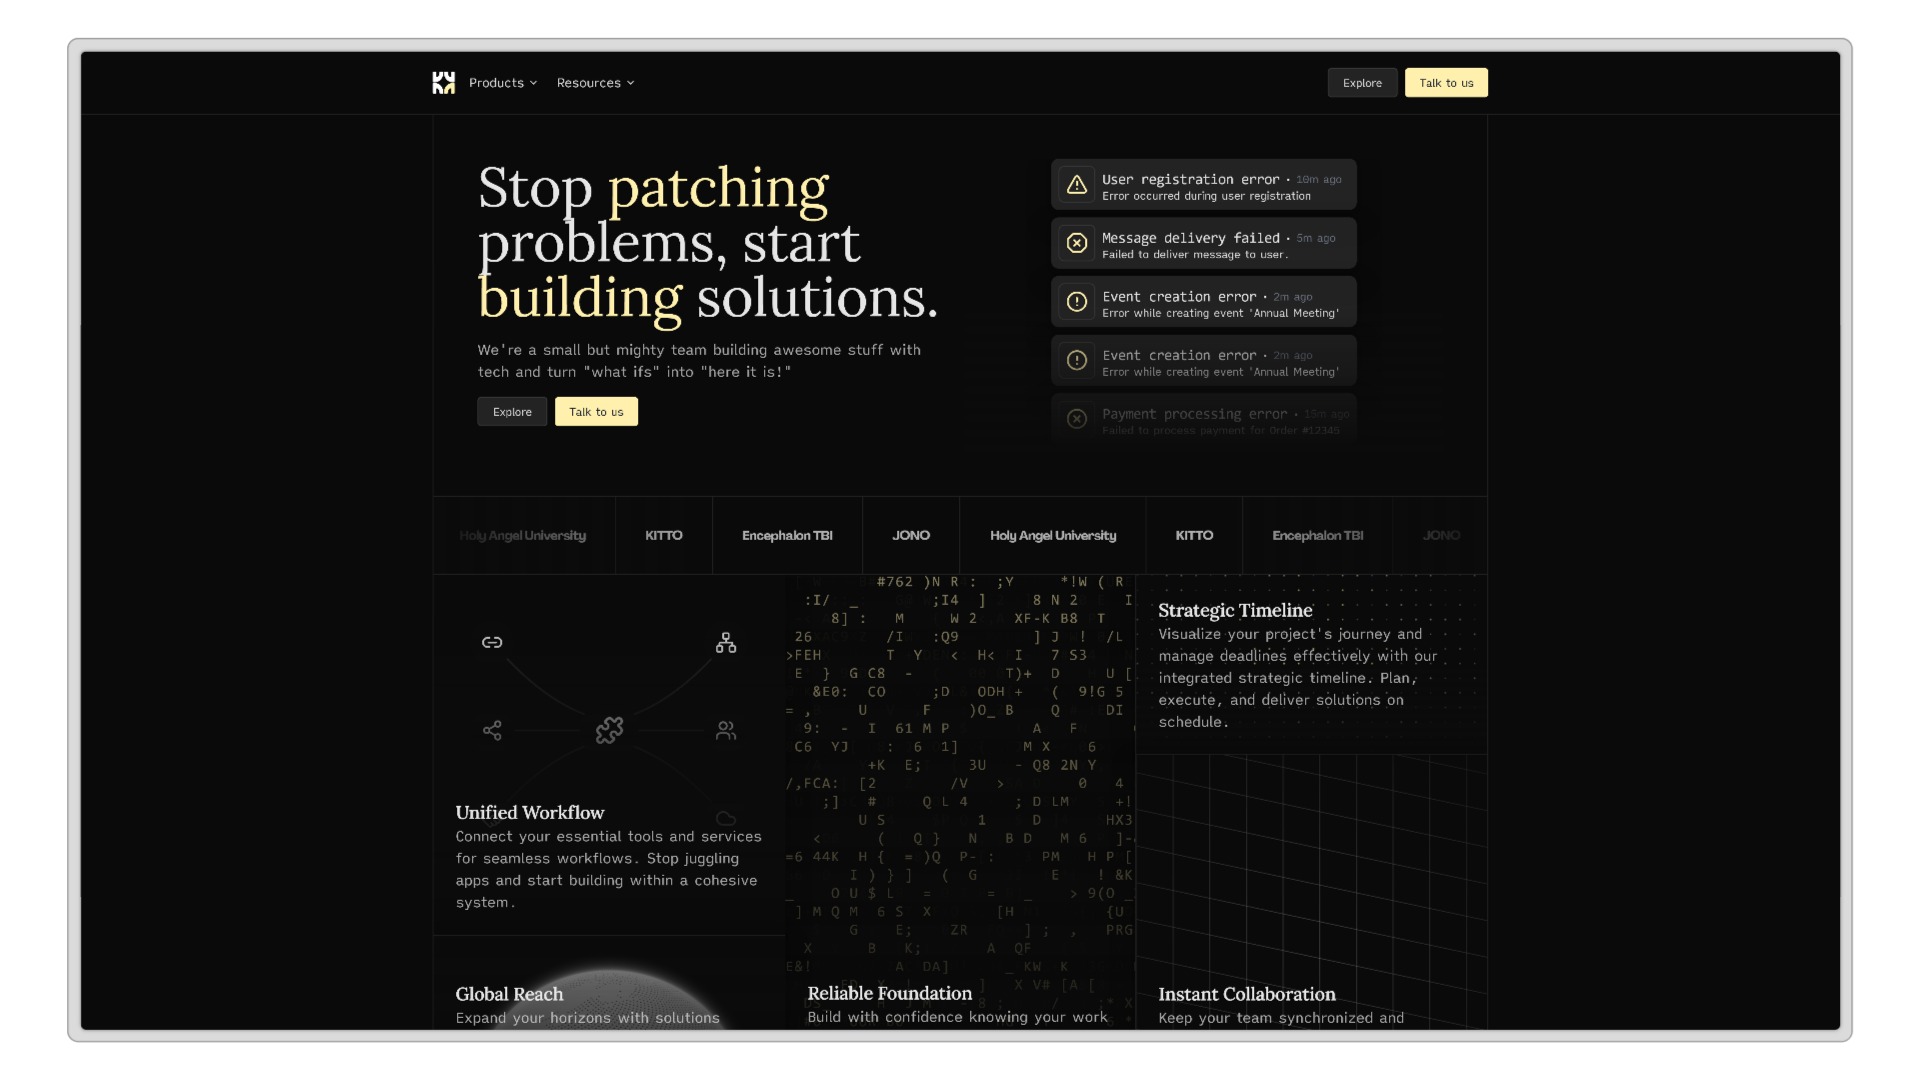 Products
Resources
Explore
Talk to us
Stop patching
problems, start
building solutions.
We're a small but mighty team building awesome stuff with
tech and turn "what ifs" into "here it is!"
Explore
Talk to us
User registration error · 10m ago
Error occurred during user registration
Message delivery failed · 5m ago
Failed to deliver message to user.
Event creation error · 2m ago
Error while creating event 'Annual Meeting'
Event creation error · 2m ago
Error while creating event 'Annual Meeting'
Payment processing error · 15m ago
Failed to process payment for Order #12345
Holy Angel University
KITTO
Encephalon TBI
JONO
Holy Angel University
KITTO
Encephalon TBI
JONO
Unified Workflow
Connect your essential tools and services
for seamless workflows. Stop juggling
apps and start building within a cohesive
system.
Strategic Timeline
Visualize your project's journey and
manage deadlines effectively with our
integrated strategic timeline. Plan,
execute, and deliver solutions on
schedule.
Global Reach
Expand your horizons with solutions
Reliable Foundation
Build with confidence knowing your work
Instant Collaboration
Keep your team synchronized and